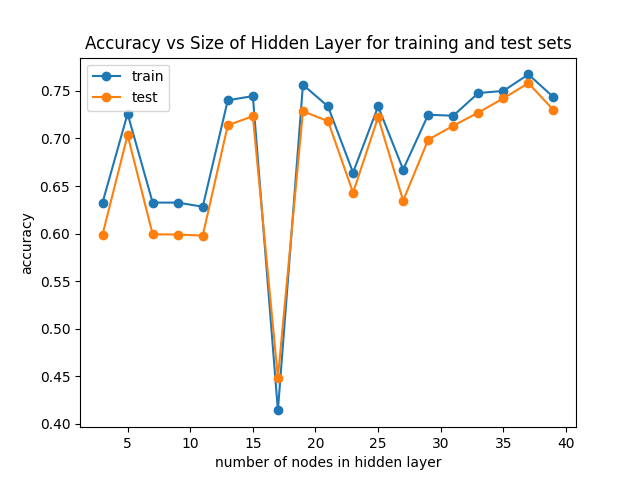 Accuracy vs Size of Hidden Layer for training and test sets
train
test
0.75
0.70
0.65
0.60
0.55
0.50
0.45
0.40
accuracy
5 10 15 20 25 30 35 40
number of nodes in hidden layer